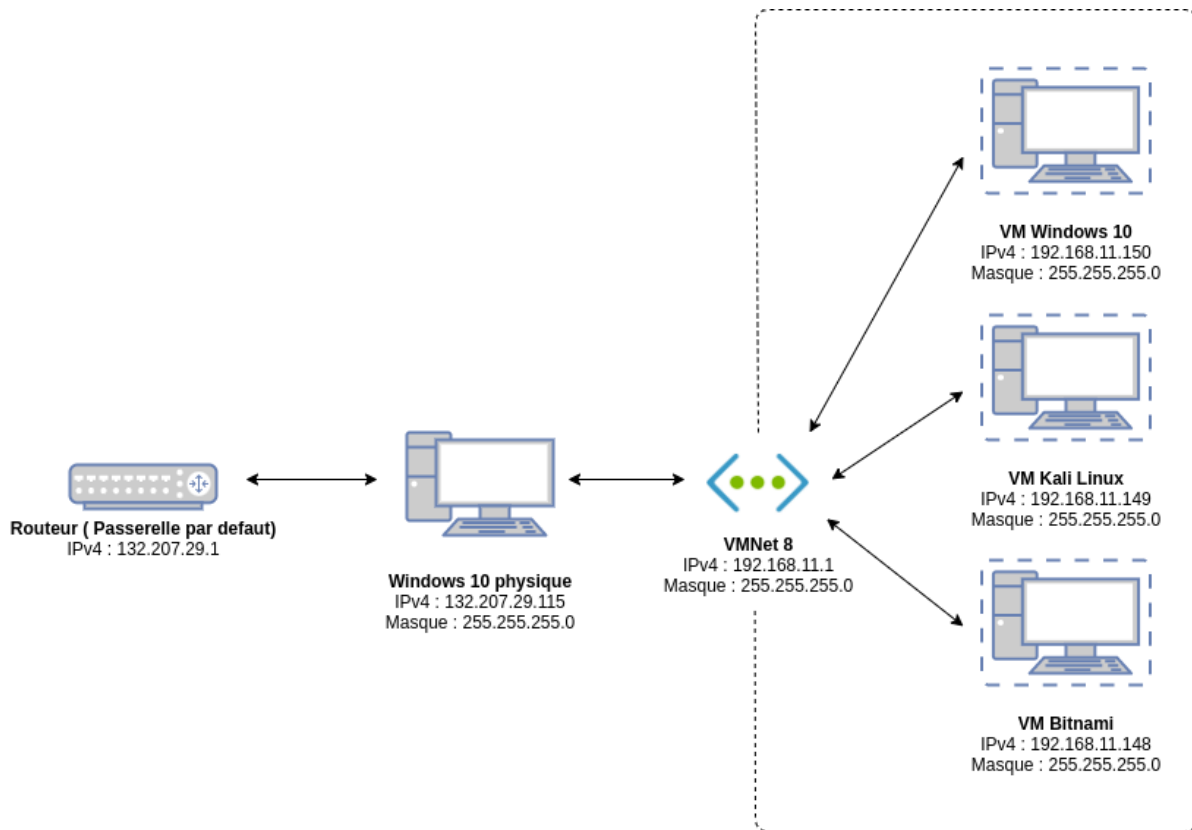 VM Windows 10
IPv4 : 192.168.11.150
Masque : 255.255.255.0
VM Kali Linux
IPv4 : 192.168.11.149
Masque : 255.255.255.0
Routeur ( Passerelle par defaut)
IPv4 : 132.207.29.1
Windows 10 physique
IPv4 : 132.207.29.115
Masque : 255.255.255.0
VMNet 8
IPv4 : 192.168.11.1
Masque : 255.255.255.0
VM Bitnami
IPv4 : 192.168.11.148
Masque : 255.255.255.0